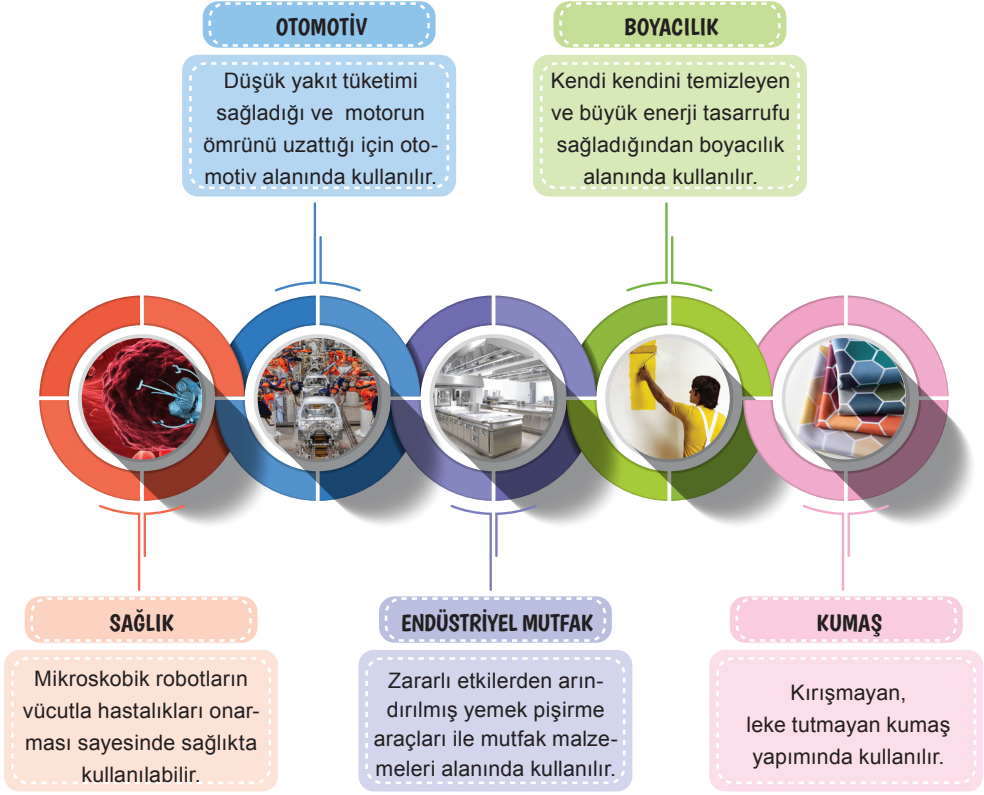 OTOMOTİV
Düşük yakıt tüketimi
sağladığı ve motorun
ömrünü uzattığı için oto-
motiv alanında kullanılır.
BOYACILIK
Kendi kendini temizleyen
ve büyük enerji tasarrufu
sağladığından boyacılık
alanında kullanılır.
SAĞLIK
Mikroskobik robotların
vücutla hastalıkları onar-
ması sayesinde sağlıkta
kullanılabilir.
ENDÜSTRİYEL MUTFAK
Zararlı etkilerden arın-
dırılmış yemek pişirme
araçları ile mutfak malze-
meleri alanında kullanılır.
KUMAŞ
Kırışmayan,
leke tutmayan kumaş
yapımında kullanılır.